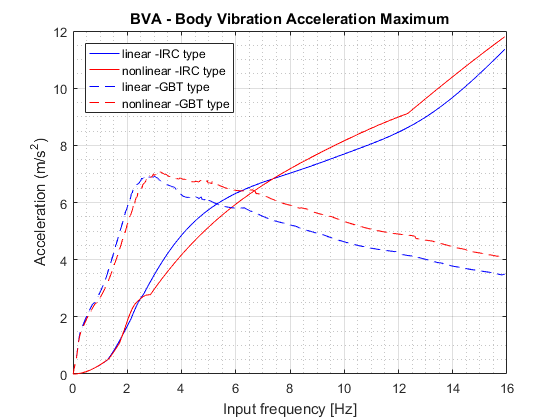 BVA - Body Vibration Acceleration Maximum
linear -IRC type
nonlinear -IRC type
linear -GBT type
nonlinear -GBT type
Acceleration (m/s²)
12
10
8
6
4
2
0
0 2 4 6 8 10 12 14 16
Input frequency [Hz]